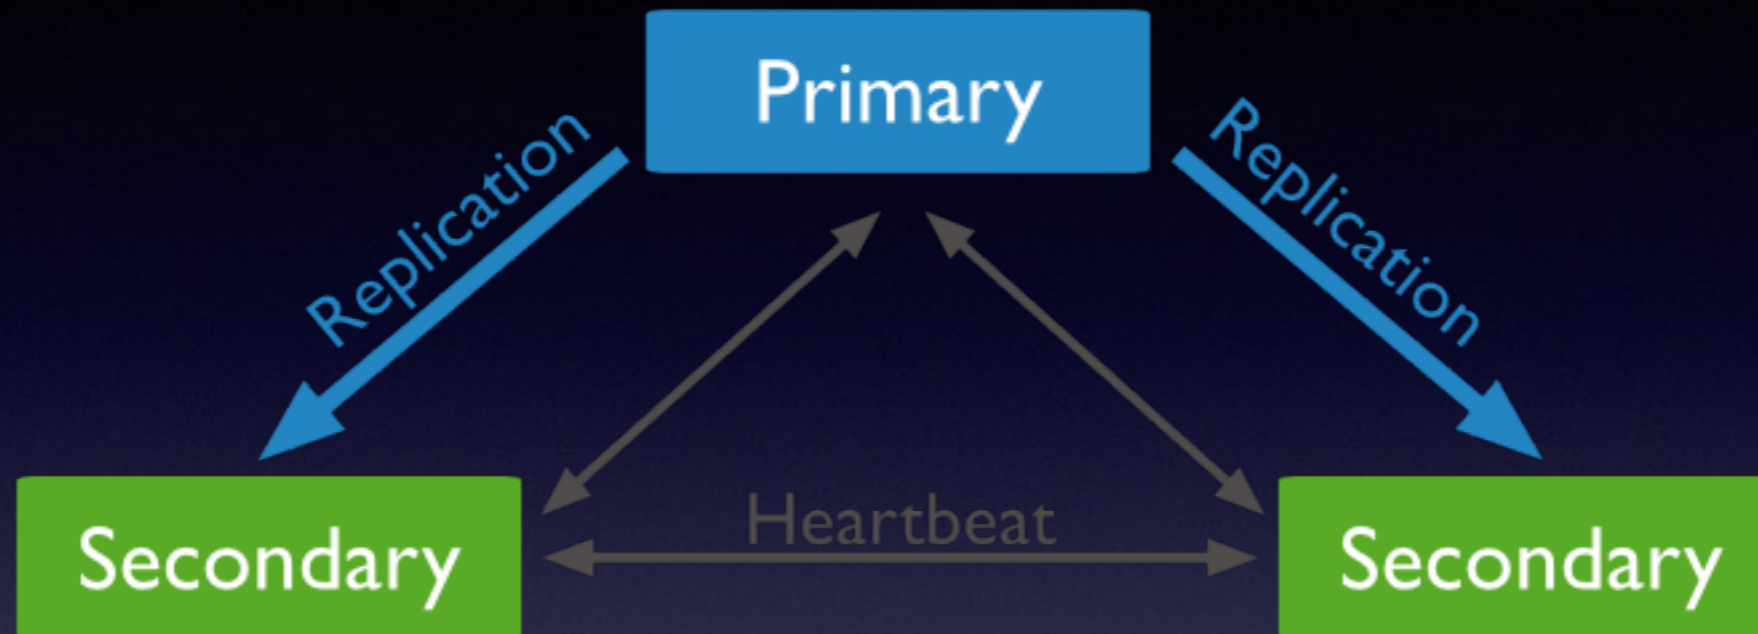 Primary
Replication
Replication
Heartbeat
Secondary
Secondary